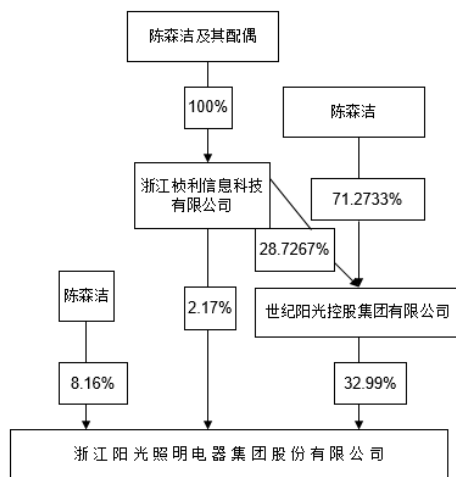 陈森洁及其配偶
100%
陈森洁
浙江桢利信息科技
有限公司
71.2733%
28.7267%
陈森洁
2.17%
世纪阳光控股集团有限公司
8.16%
32.99%
浙江阳光照明电器集团股份有限公司